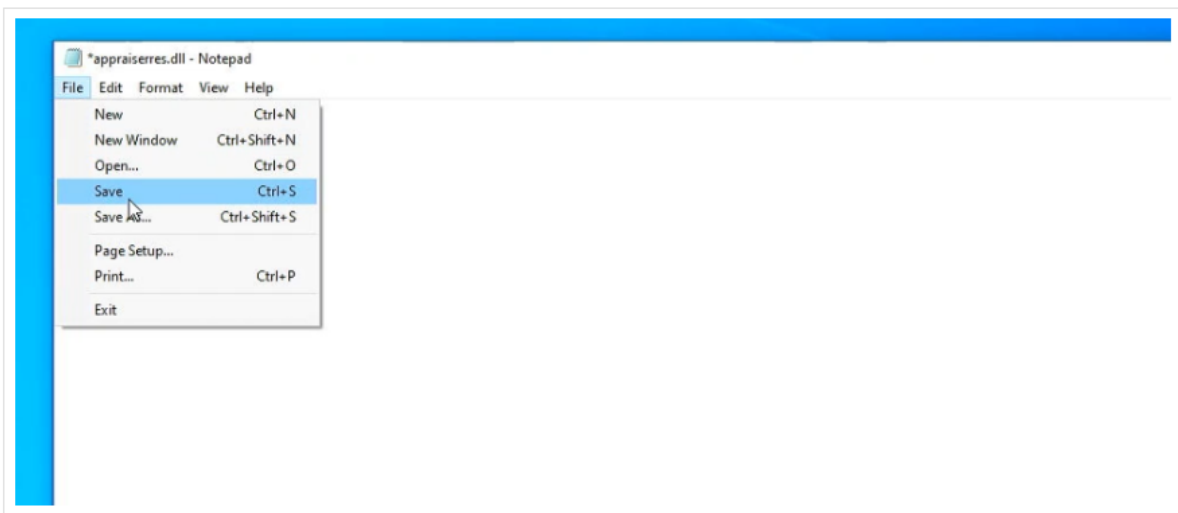 *appraiserres.dll - Notepad
File Edit Format View Help
New Ctrl+N
New Window Ctrl+Shift+N
Open... Ctrl+O
Save Ctrl+S
Save As... Ctrl+Shift+S
Page Setup...
Print... Ctrl+P
Exit